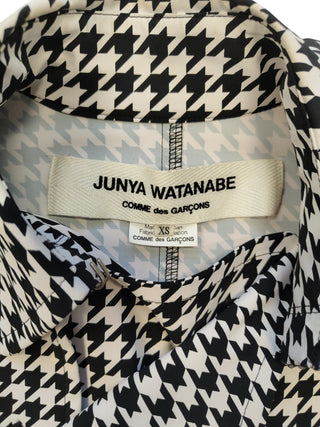 JUNYA WATANABE
COMME des GARÇONS
XS
COMME des GARÇONS